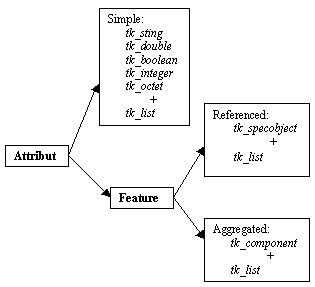 Simple:
tk_sting
tk_double
tk_boolean
tk_integer
tk_octet
+
tk_list
Attribut
Feature
Referenced:
tk_specobject
+
tk_list
Aggregated:
tk_component
+
tk_list